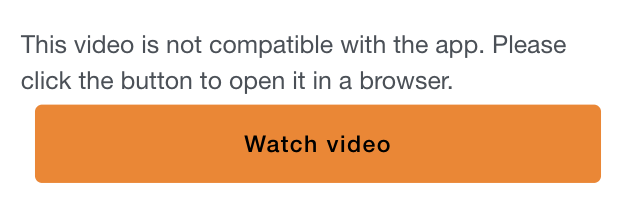 This video is not compatible with the app. Please
click the button to open it in a browser.
Watch video